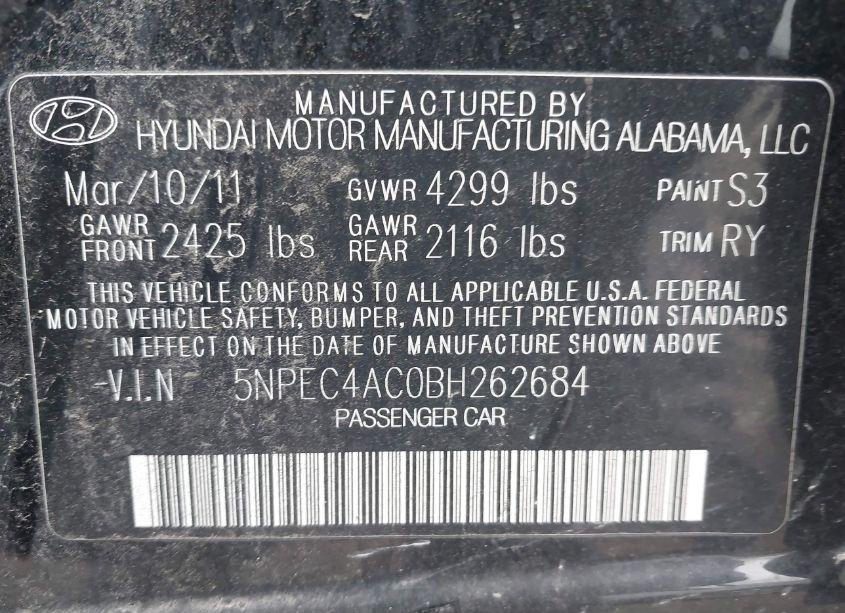 MANUFACTURED BY
HYUNDAI MOTOR MANUFACTURING ALABAMA, LLC
Mar/10/11 GVWR 4299 lbs PAINT S3
GAWR FRONT 2425 lbs GAWR REAR 2116 lbs TRIM RY
THIS VEHICLE CONFORMS TO ALL APPLICABLE U.S.A. FEDERAL
MOTOR VEHICLE SAFETY, BUMPER, AND THEFT PREVENTION STANDARDS
IN EFFECT ON THE DATE OF MANUFACTURE SHOWN ABOVE
-V.I.N 5NPEC4AC0BH262684
PASSENGER CAR